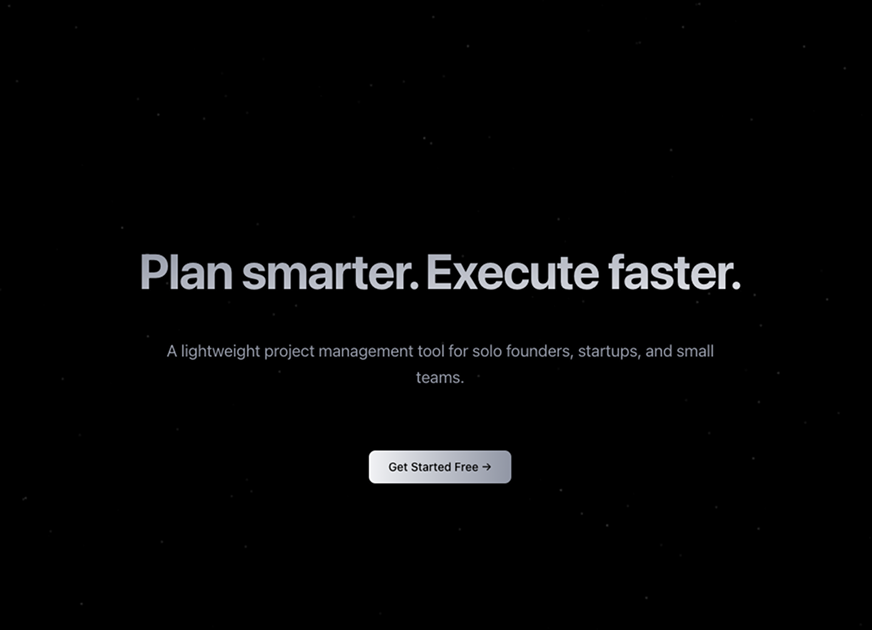 Plan smarter. Execute faster.
A lightweight project management tool for solo founders, startups, and small
teams.
Get Started Free →